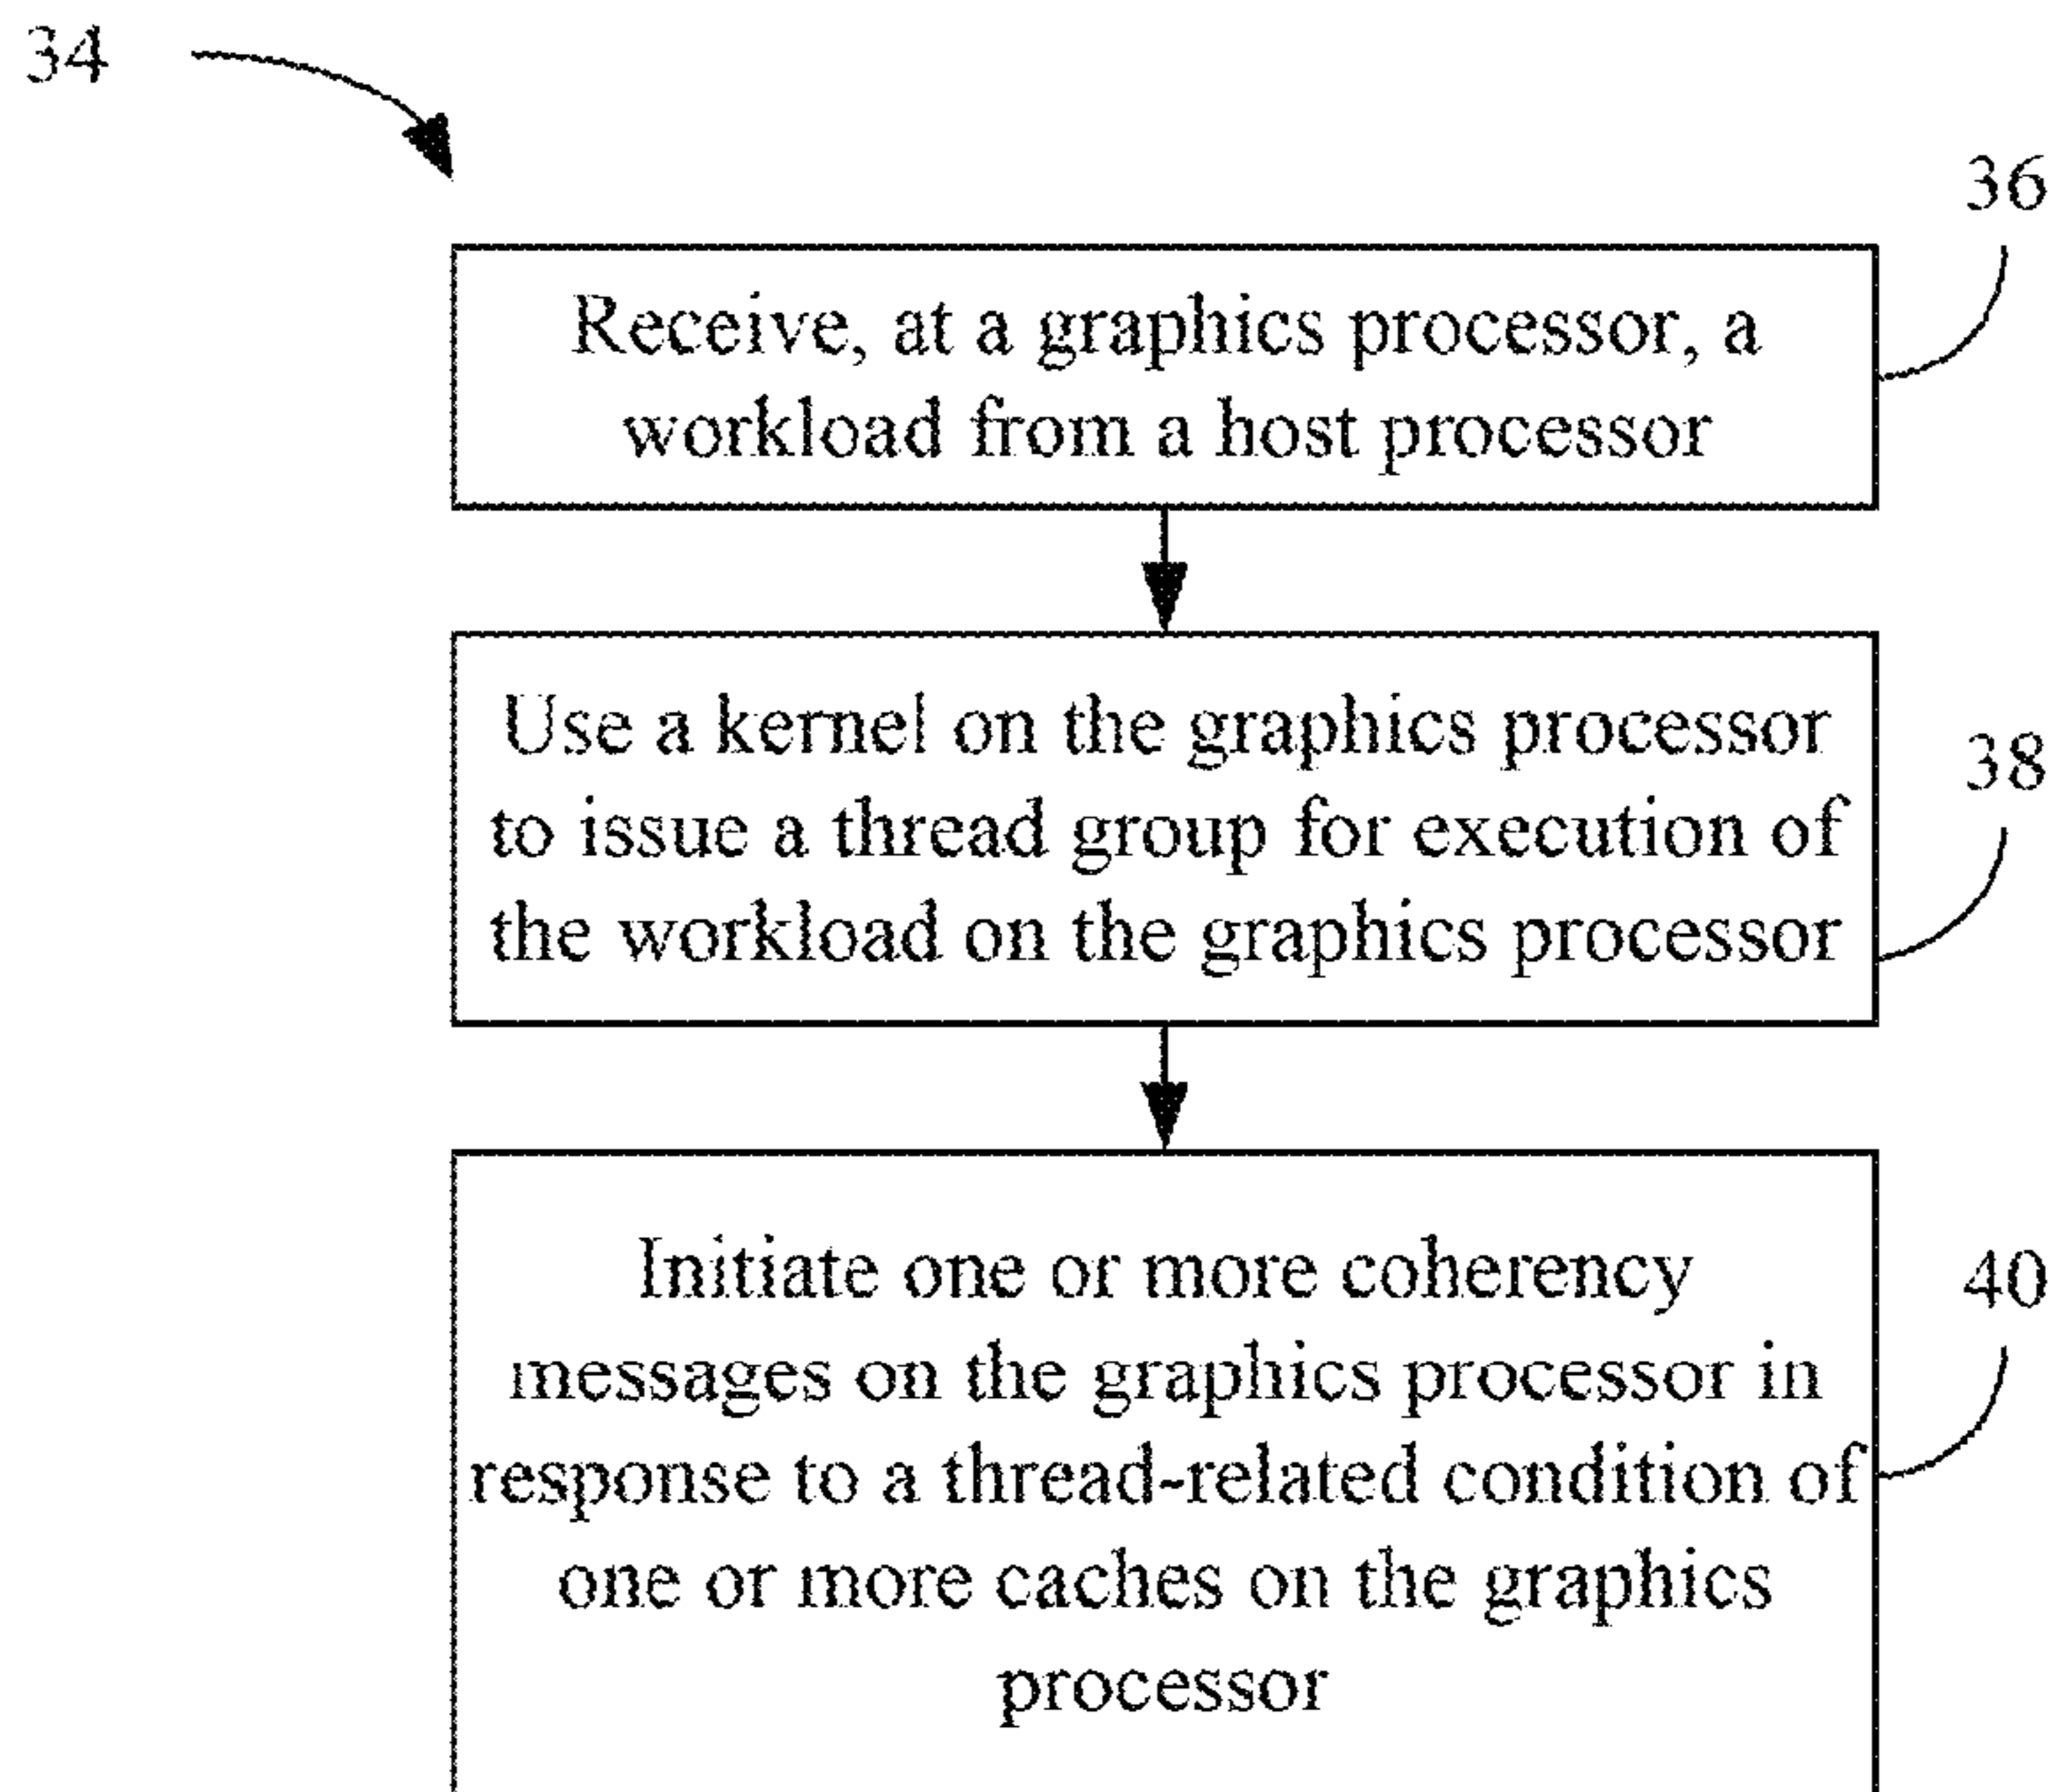 34
36
Receive, at a graphics processor, a
workload from a host processor
Use a kernel on the graphics processor
to issue a thread group for execution of
the workload on the graphics processor
38
Initiate one or more coherency
messages on the graphics processor in
response to a thread-related condition of
one or more caches on the graphics
processor
40